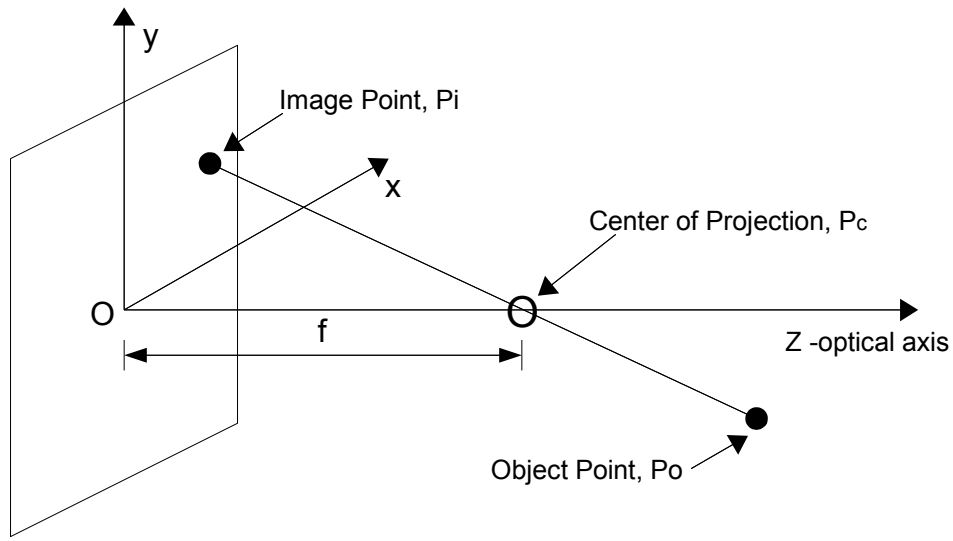 y
Image Point, Pi
x
Center of Projection, Pc
O
f
Z -optical axis
Object Point, Po